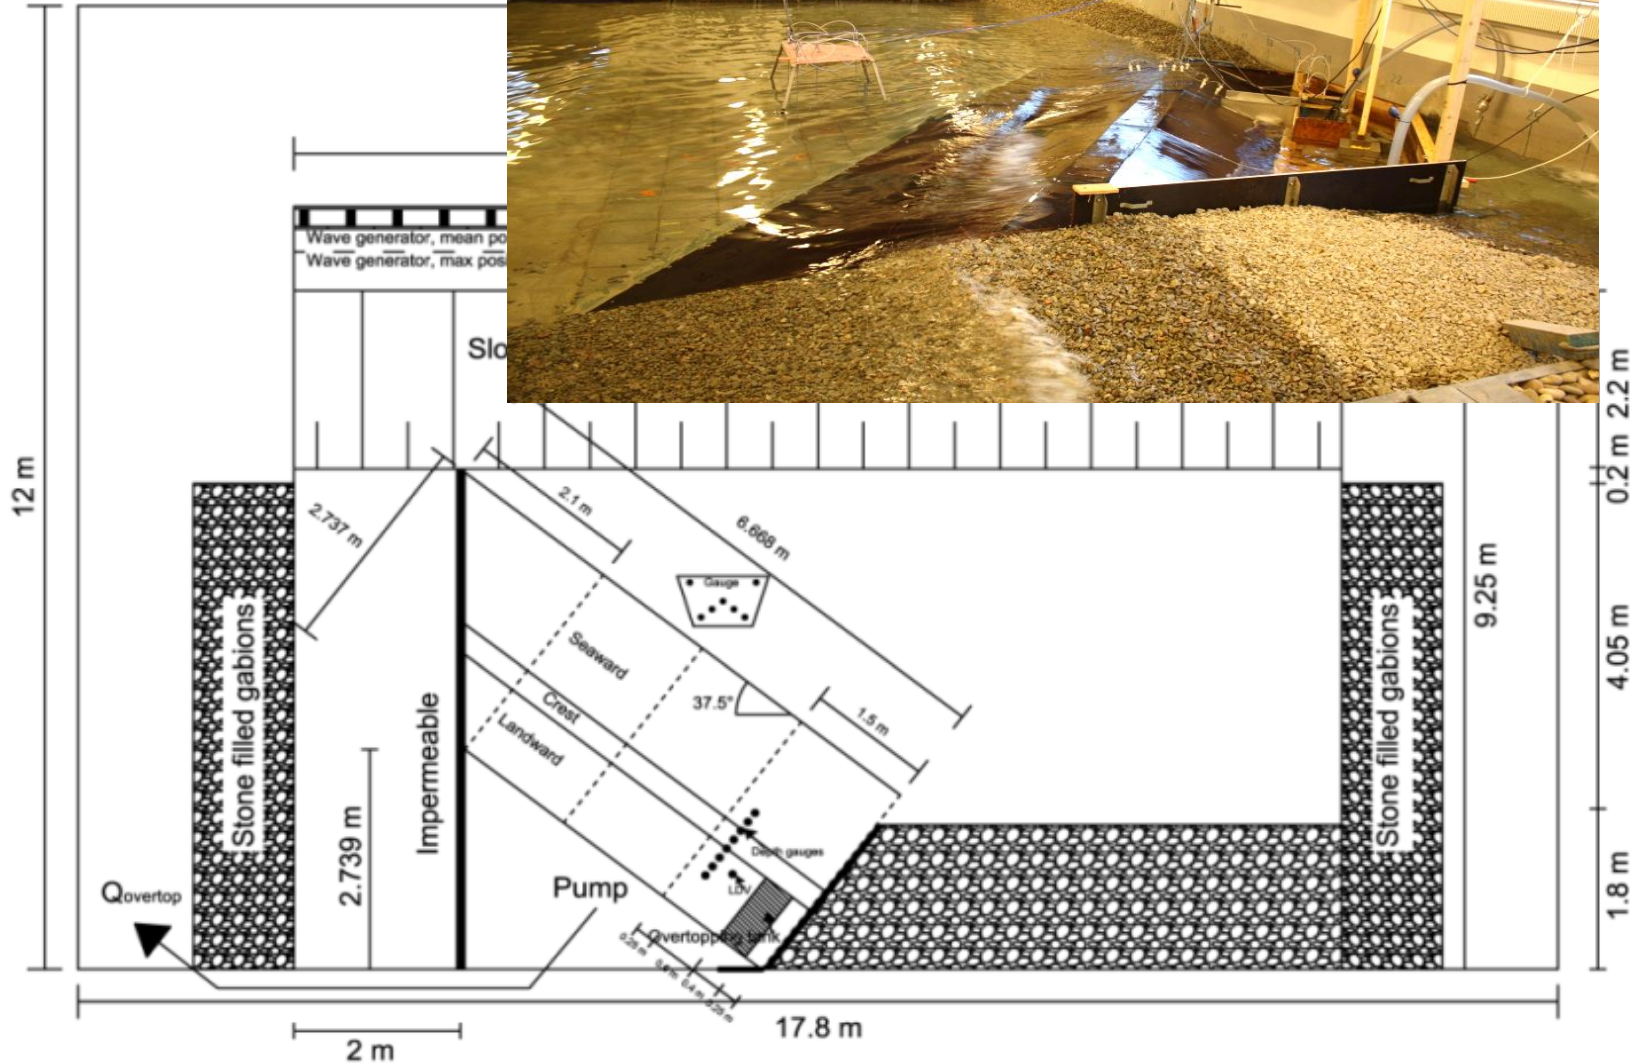 Wave generator, mean po
Wave generator, max posi
Slo
12 m
2.2 m
0.2 m
2.1 m
2.737 m
6.668 m
9.25 m
Gauge
Stone filled gabions
Seaward
Crest
Landward
37.5°
1.5 m
Impermeable
Stone filled gabions
4.05 m
2.739 m
Depth gauges
LDV
Pump
Qovertop
Overtopping tank
1.8 m
0.25 m
0.4 m
0.25 m
17.8 m
2 m